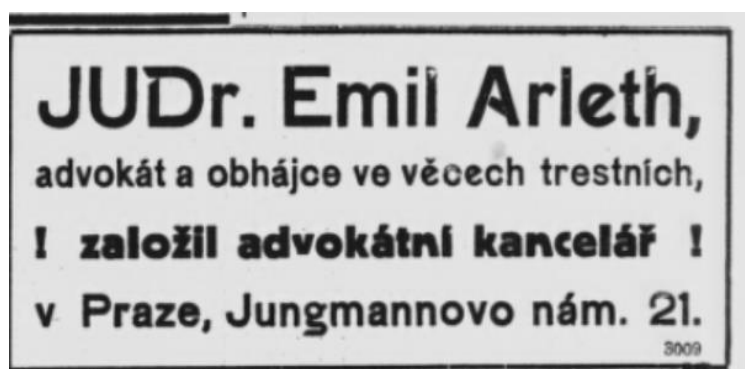 JUDr. Emil Arleth,
advokát a obhájce ve věcech trestních,
! založil advokátní kancelář !
v Praze, Jungmannovo nám. 21.
3009